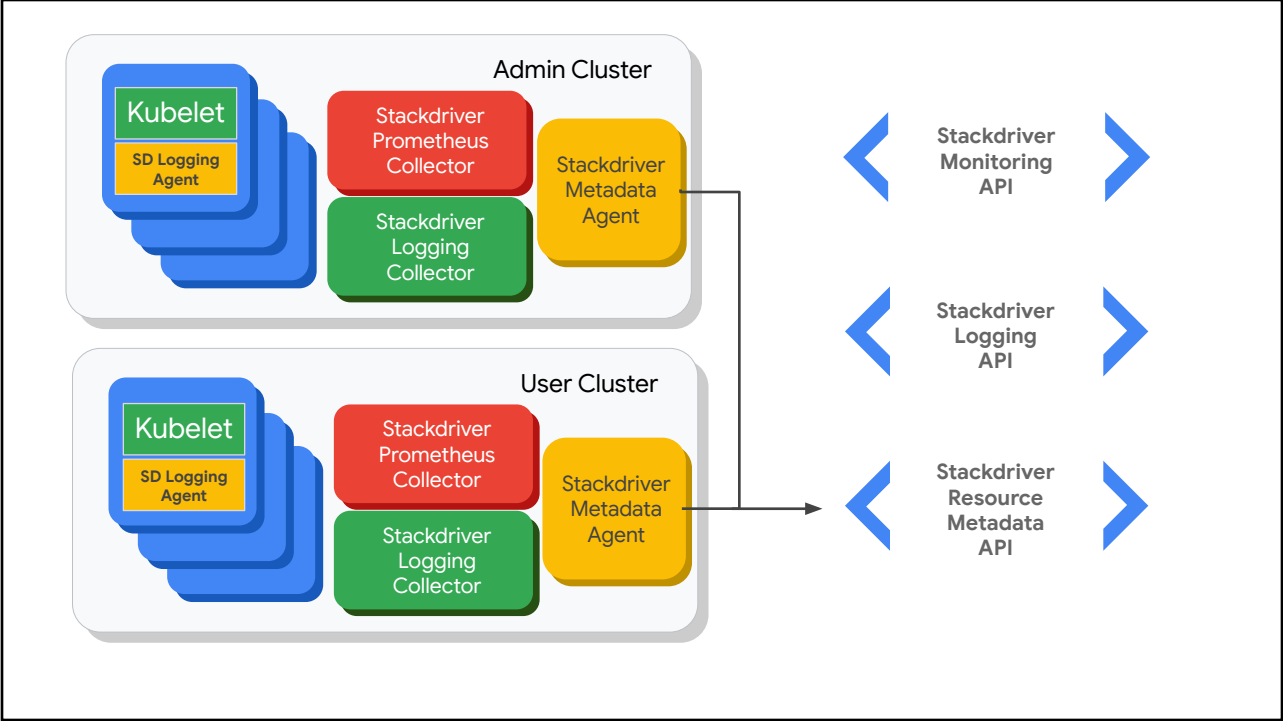 Admin Cluster
Kubelet
SD Logging
Agent
Stackdriver
Prometheus
Collector
Stackdriver
Logging
Collector
Stackdriver
Metadata
Agent
User Cluster
Kubelet
SD Logging
Agent
Stackdriver
Prometheus
Collector
Stackdriver
Logging
Collector
Stackdriver
Metadata
Agent
Stackdriver
Monitoring
API
Stackdriver
Logging
API
Stackdriver
Resource
Metadata
API